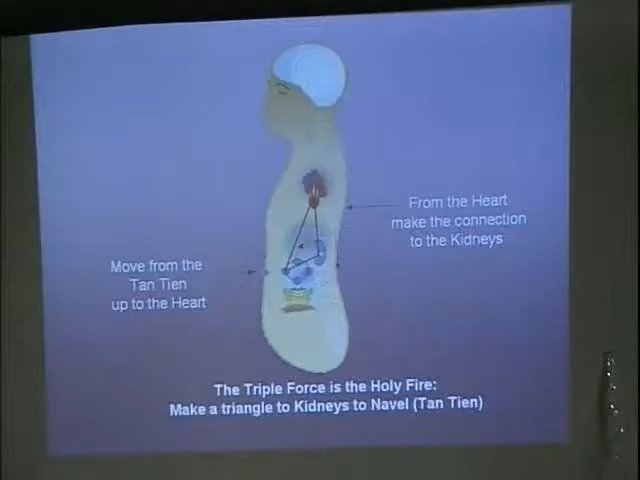 From the Heart
make the connection
to the Kidneys
Move from the
Tan Tien
up to the Heart
The Triple Force is the Holy Fire:
Make a triangle to Kidneys to Navel (Tan Tien)